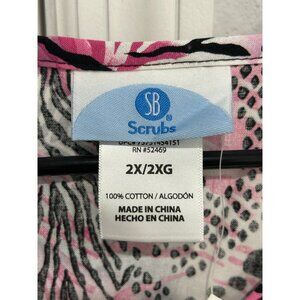 SB
®
Scrubs
RN #52469
2X/2XG
100% COTTON / ALGODÓN
MADE IN CHINA
HECHO EN CHINA